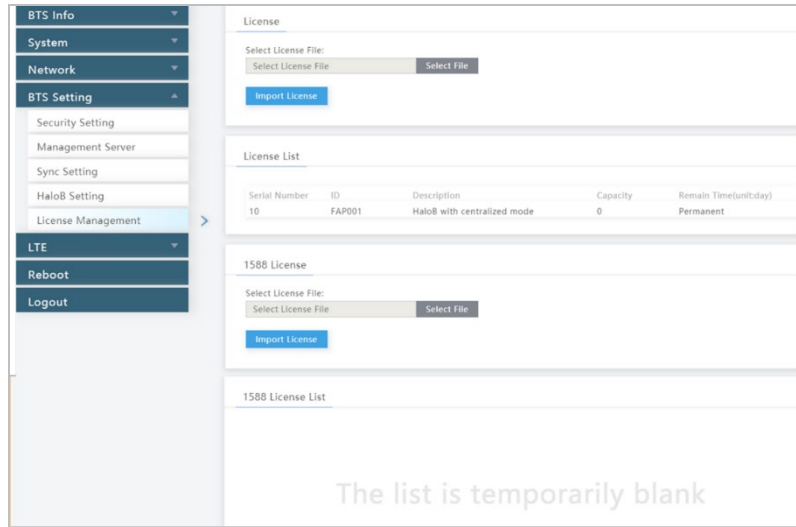 BTS Info
System
Network
BTS Setting
Security Setting
Management Server
Sync Setting
HaloB Setting
License Management
LTE
Reboot
Logout
License
Select License File:
Select License File Select File
Import License
License List
Serial Number ID Description Capacity Remain Time(unit:day)
10 FAP001 HaloB with centralized mode 0 Permanent
1588 License
Select License File:
Select License File Select File
Import License
1588 License List
The list is temporarily blank